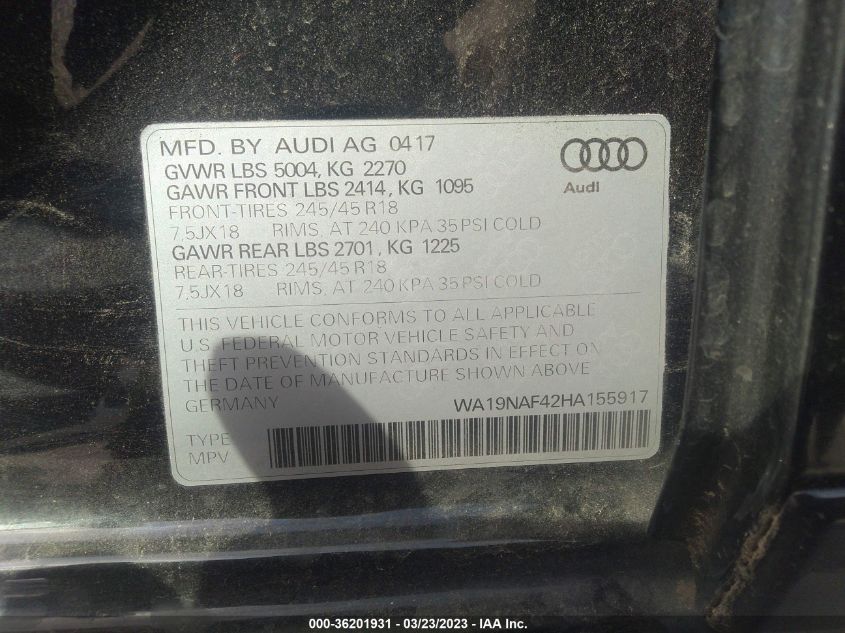 MFD. BY AUDI AG 0417
GVWR LBS 5004, KG 2270
GAWR FRONT LBS 2414, KG 1095
FRONT-TIRES 245/45 R18
7,5JX18 RIMS, AT 240 KPA 35 PSI COLD
GAWR REAR LBS 2701, KG 1225
REAR-TIRES 245/45 R18
7,5JX18 RIMS, AT 240 KPA 35 PSI COLD
Audi
THIS VEHICLE CONFORMS TO ALL APPLICABLE
U.S. FEDERAL MOTOR VEHICLE SAFETY AND
THEFT PREVENTION STANDARDS IN EFFECT ON
THE DATE OF MANUFACTURE SHOWN ABOVE
GERMANY WA19NAF42HA155917
TYPE
MPV
000-36201931 - 03/23/2023 - IAA Inc.